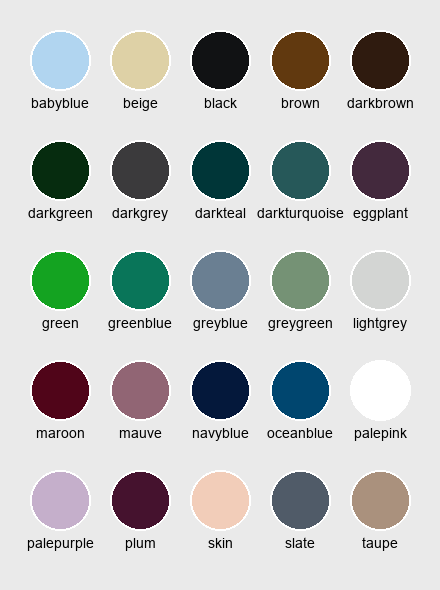 babyblue beige black brown darkbrown
darkgreen darkgrey darkteal darkturquoise eggplant
green greenblue greyblue greygreen lightgrey
maroon mauve navyblue oceanblue palepink
palepurple plum skin slate taupe